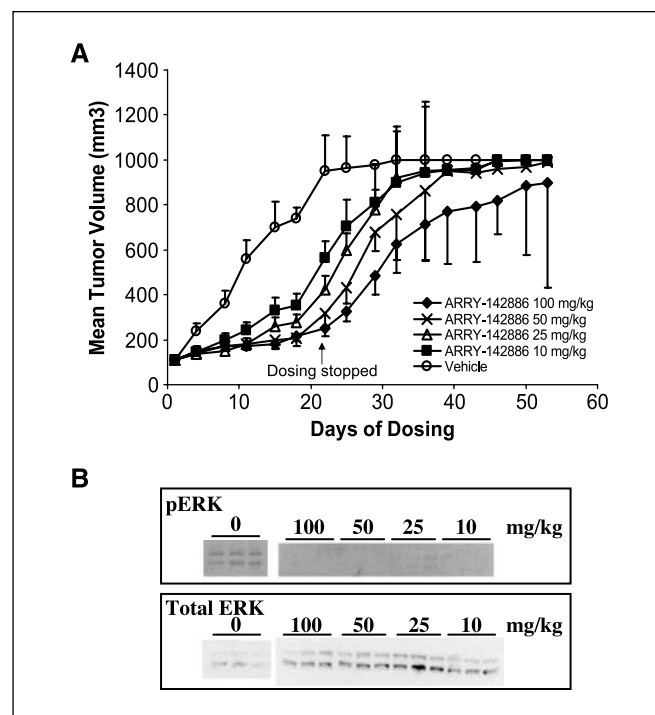 A
Mean Tumor Volume (mm3)
1400
1200
1000
800
600
400
200
0
0 10 20 30 40 50 60
Days of Dosing
Dosing stopped
ARRY-142886 100 mg/kg
ARRY-142886 50 mg/kg
ARRY-142886 25 mg/kg
ARRY-142886 10 mg/kg
Vehicle
B
pERK
0 100 50 25 10 mg/kg
Total ERK
0 100 50 25 10 mg/kg